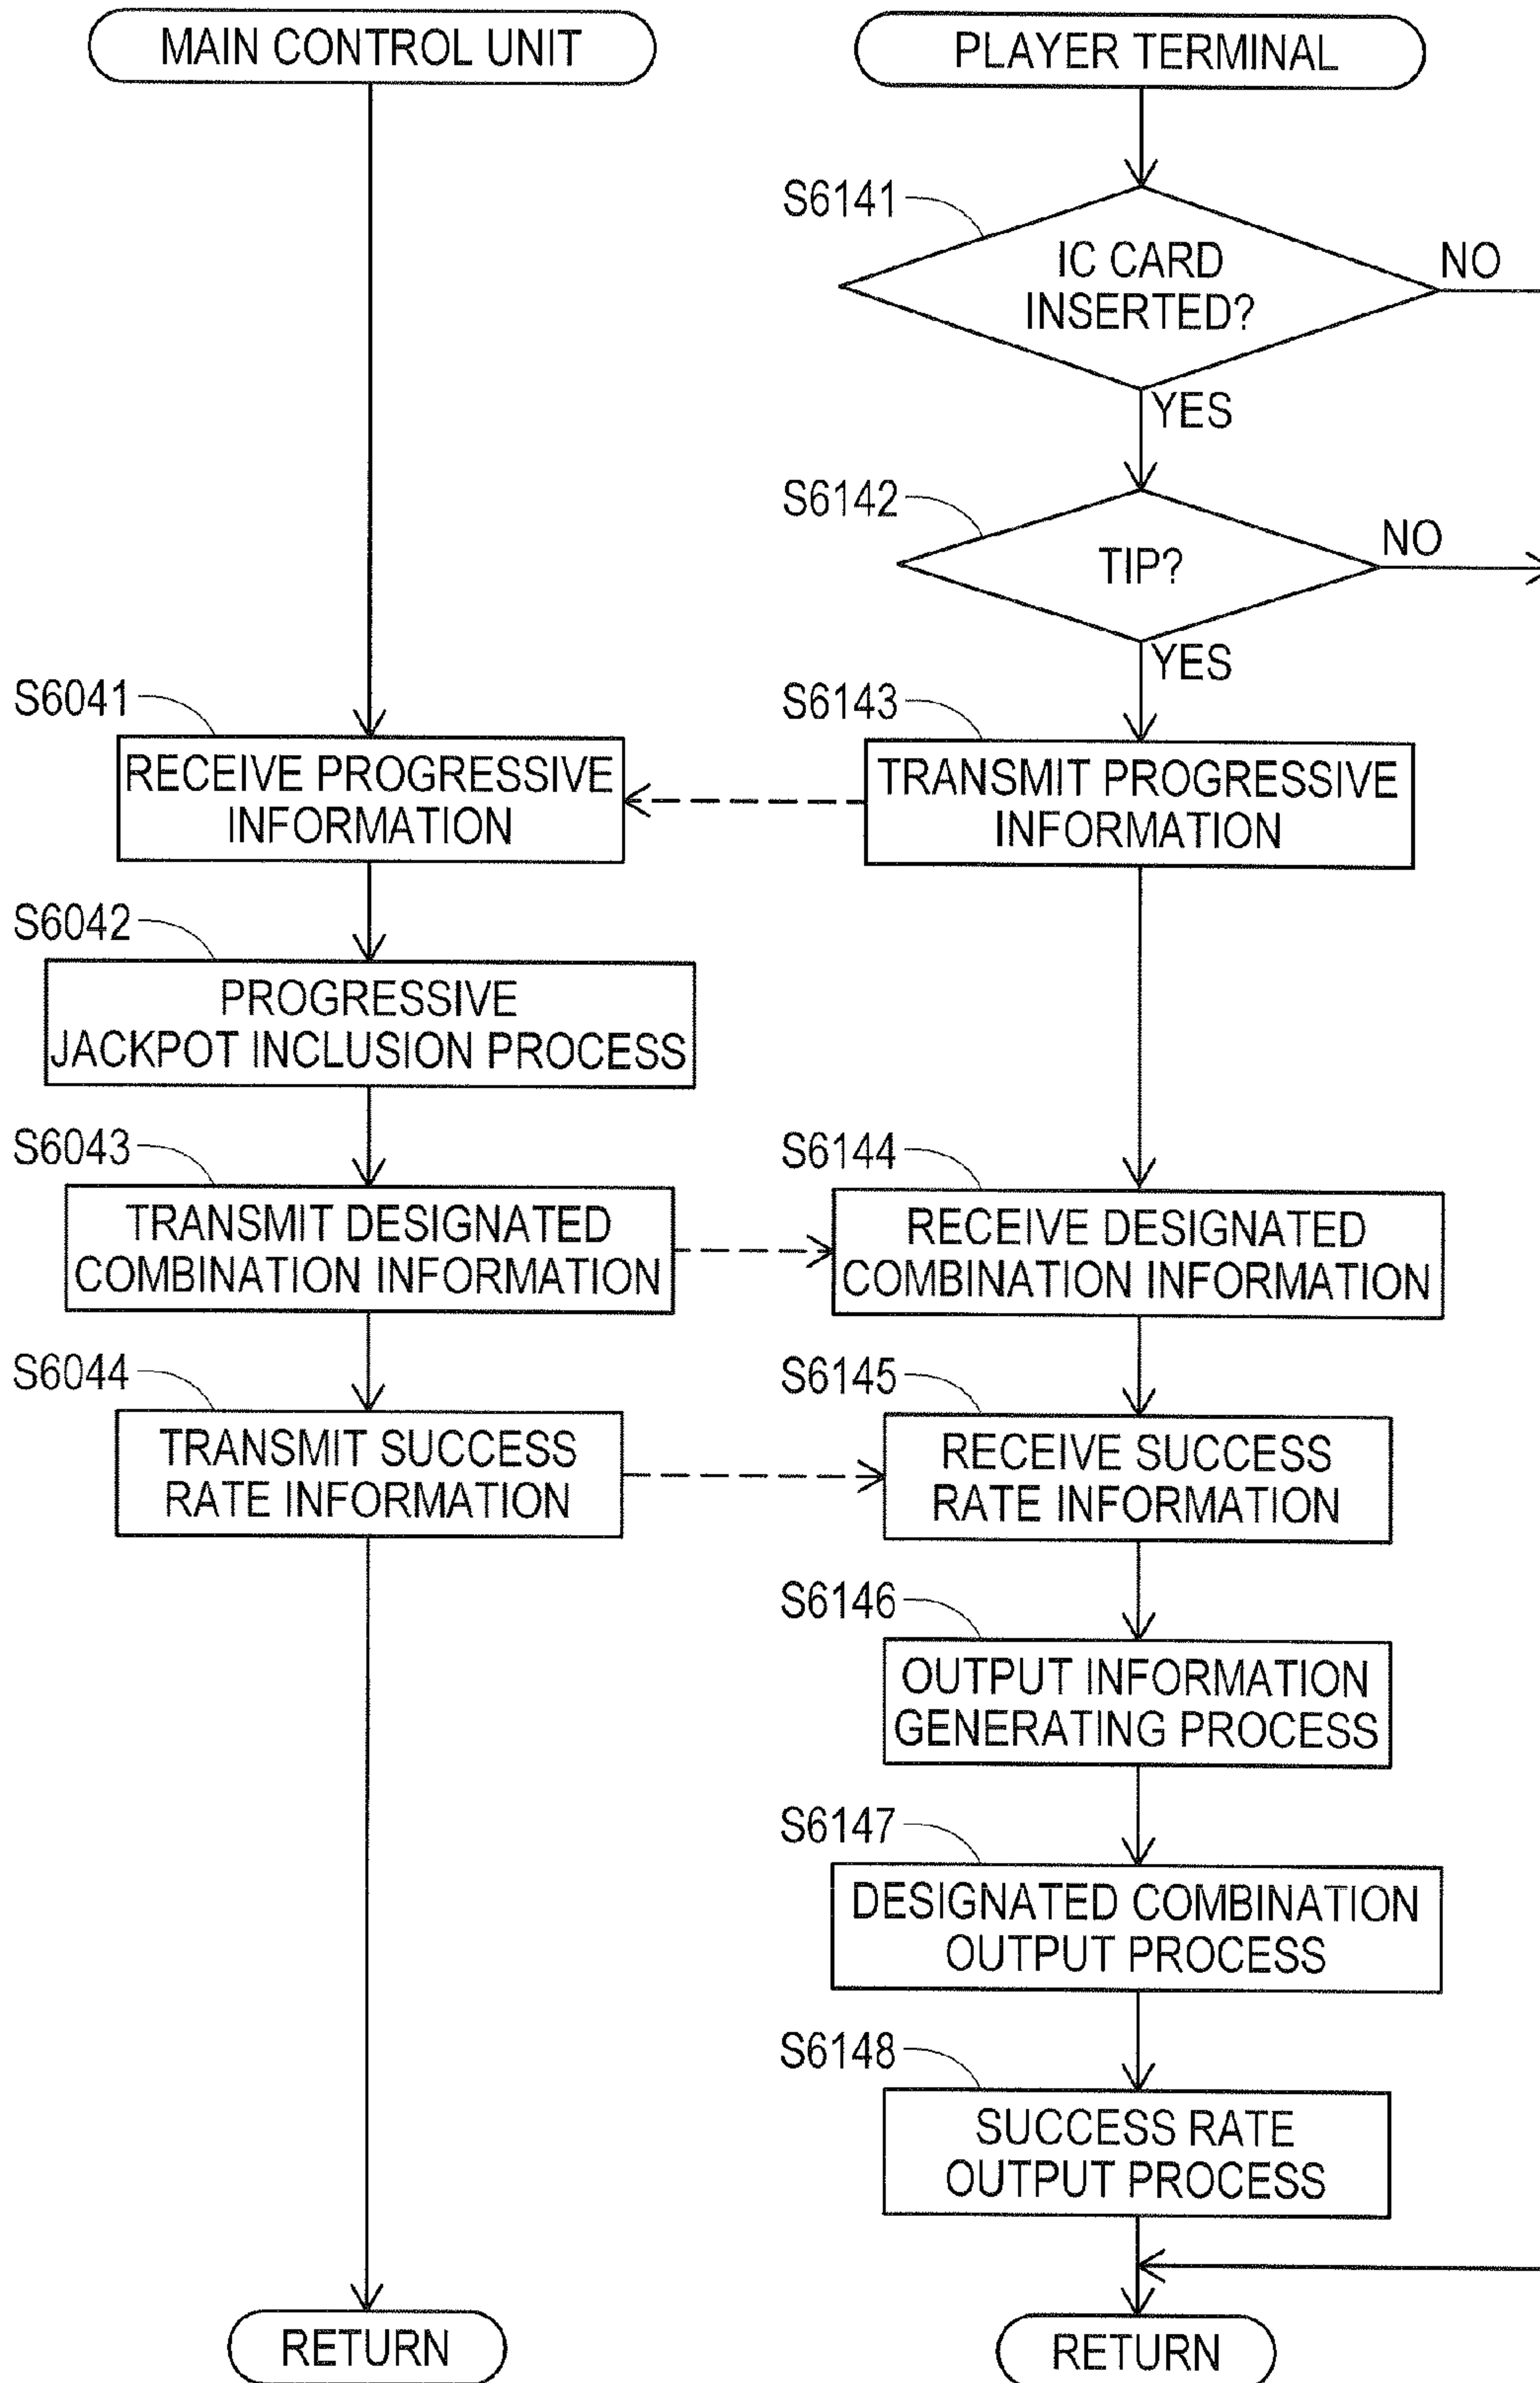 MAIN CONTROL UNIT
PLAYER TERMINAL
S6141
IC CARD
INSERTED?
NO
YES
S6142
TIP?
NO
YES
S6041
RECEIVE PROGRESSIVE
INFORMATION
S6143
TRANSMIT PROGRESSIVE
INFORMATION
S6042
PROGRESSIVE
JACKPOT INCLUSION PROCESS
S6043
TRANSMIT DESIGNATED
COMBINATION INFORMATION
S6144
RECEIVE DESIGNATED
COMBINATION INFORMATION
S6044
TRANSMIT SUCCESS
RATE INFORMATION
S6145
RECEIVE SUCCESS
RATE INFORMATION
S6146
OUTPUT INFORMATION
GENERATING PROCESS
S6147
DESIGNATED COMBINATION
OUTPUT PROCESS
S6148
SUCCESS RATE
OUTPUT PROCESS
RETURN
RETURN